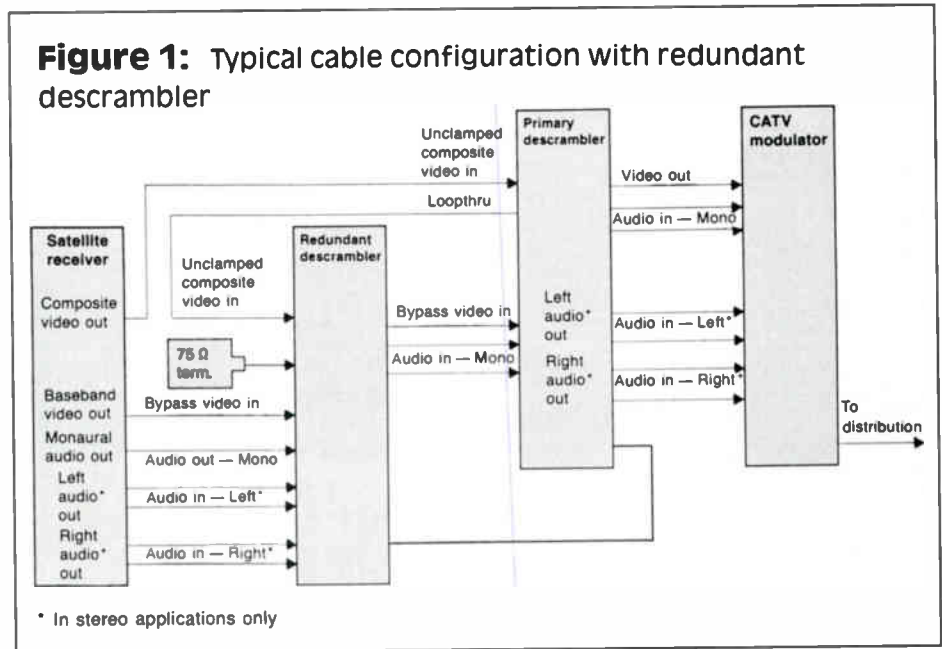 Figure 1: Typical cable configuration with redundant
descrambler
Unclamped
composite
video in
Loopthru
Primary
descrambler
CATV
modulator
Video out
Audio in — Mono
Satellite
receiver
Composite
video out
Unclamped
composite
video in
Redundant
descrambler
75 Ω
term.
Bypass video in
Audio in — Mono
Left
audio*
out
Right
audio*
out
Audio in — Left*
Audio in — Right*
To
distribution
Baseband
video out
Monaural
audio out
Left
audio*
out
Right
audio*
out
Bypass video in
Audio out — Mono
Audio in — Left*
Audio in — Right*
* In stereo applications only